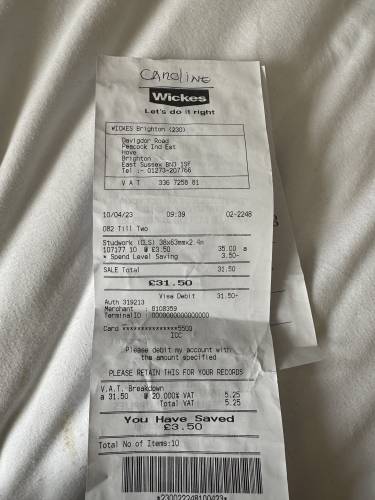 CAROLINE
Wickes
Let's do it right
WICKES Brighton (230)
Davigdor Road
Peacock Ind Est
Hove
Brighton
East Sussex BN3 1SF
Tel :- 01273-207766
V A T 336 7258 81
10/04/23 09:39 02-2248
082 Till Two
Studwork (CLS) 38x63mmx2.4m
107177 10 @ £3.50 35.00 a
* Spend Level Saving 3.50-
SALE Total 31.50
£31.50
Visa Debit 31.50-
Auth 319213
Merchant : 8108359
TerminalID : 0000000000000000
Card ***************5509
ICC
Please debit my account with
the amount specified
PLEASE RETAIN THIS FOR YOUR RECORDS
V.A.T. Breakdown
a 31.50 @ 20.000% VAT 5.25
Total VAT 5.25
You Have Saved
£3.50
Total No of Items:10
*230022248100423*